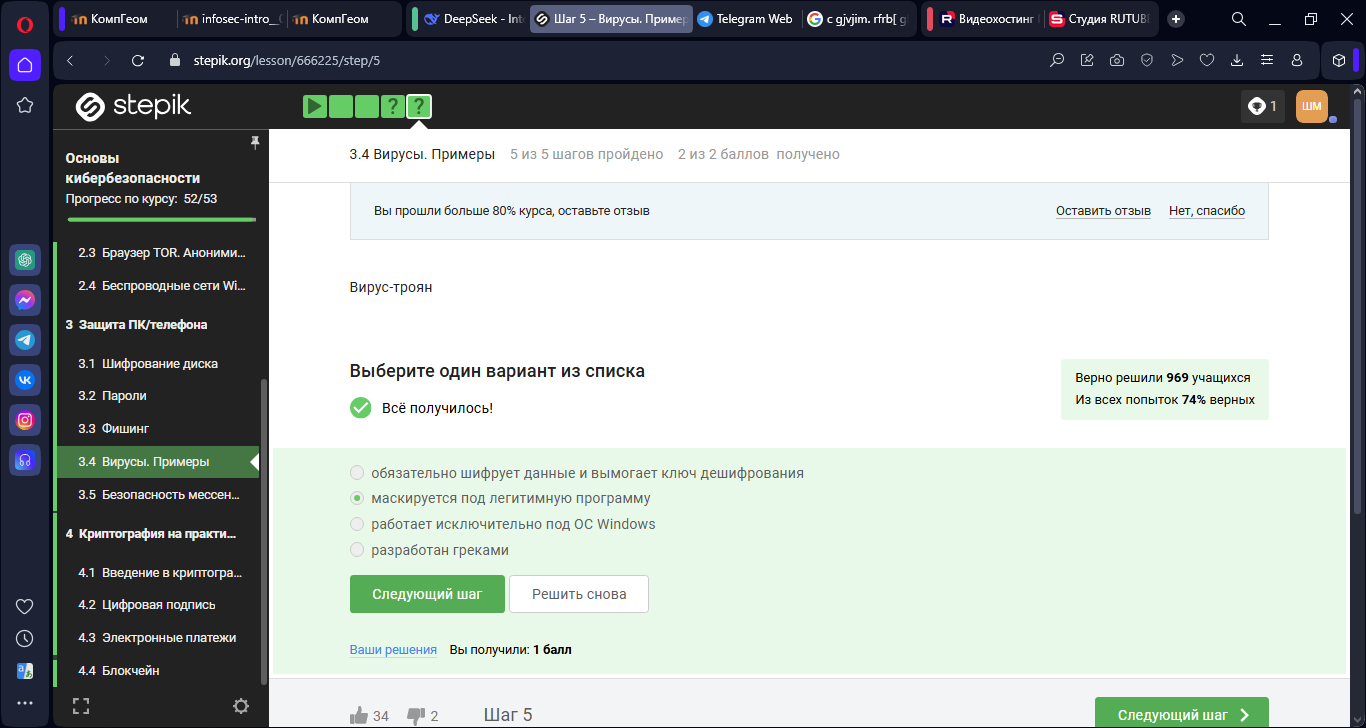 КомпГеом
infosec-intro__
КомпГеом
DeepSeek - Into
Шаг 5 – Вирусы. Пример
Telegram Web
с gjvjim. rfrb[ g
Видеохостинг
Студия RUTUBE
stepik.org/lesson/666225/step/5
stepik
1
ШМ
Основы
кибербезопасности
Прогресс по курсу: 52/53
2.3 Браузер TOR. Аноними...
2.4 Беспроводные сети Wi...
3 Защита ПК/телефона
3.1 Шифрование диска
3.2 Пароли
3.3 Фишинг
3.4 Вирусы. Примеры
3.5 Безопасность мессен...
4 Криптография на практи...
4.1 Введение в криптогра...
4.2 Цифровая подпись
4.3 Электронные платежи
4.4 Блокчейн
3.4 Вирусы. Примеры 5 из 5 шагов пройдено 2 из 2 баллов получено
Вы прошли больше 80% курса, оставьте отзыв
Оставить отзыв
Нет, спасибо
Вирус-троян
Выберите один вариант из списка
Всё получилось!
Верно решили 969 учащихся
Из всех попыток 74% верных
обязательно шифрует данные и вымогает ключ дешифрования
маскируется под легитимную программу
работает исключительно под ОС Windows
разработан греками
Следующий шаг
Решить снова
Ваши решения Вы получили: 1 балл
34
2
Шаг 5
Следующий шаг